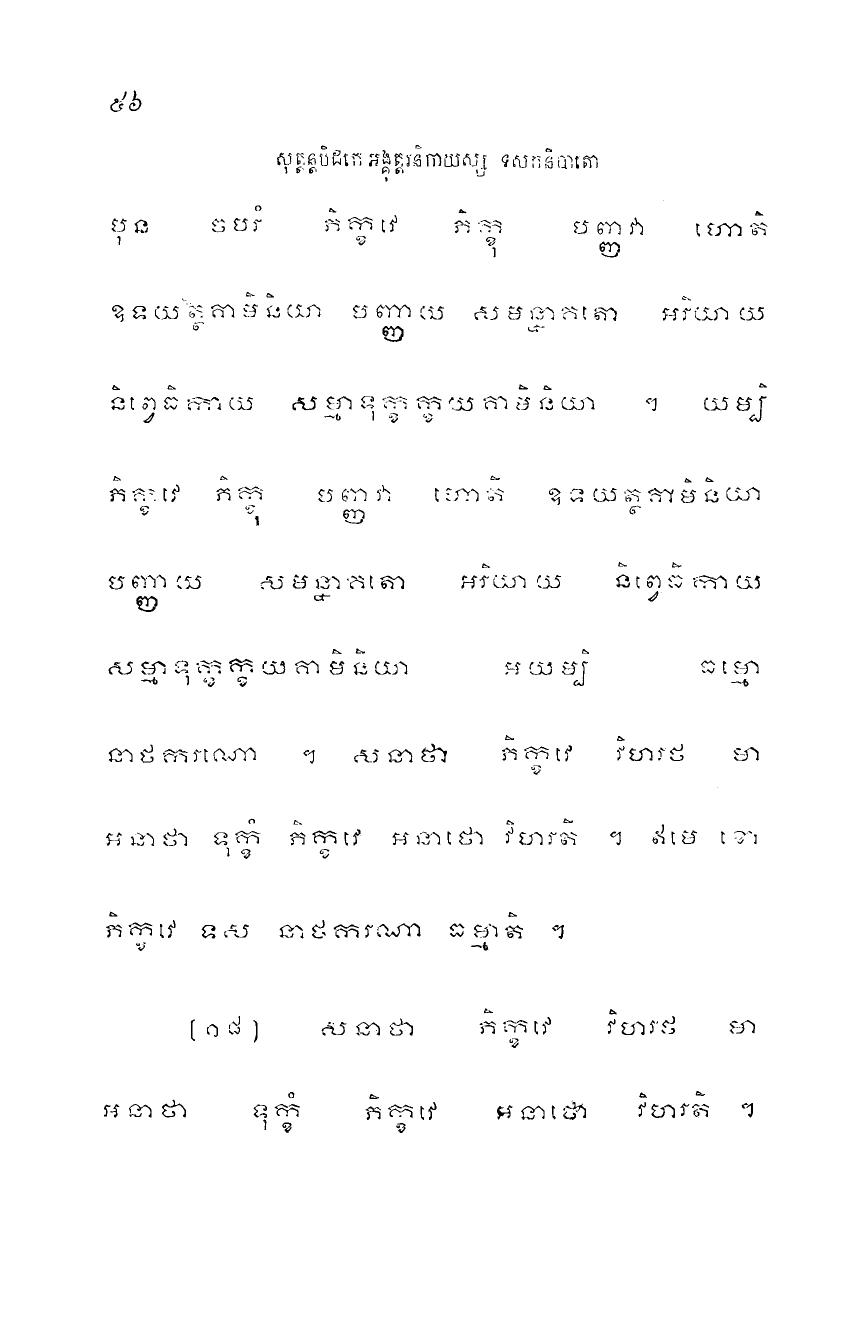 ៥៦
សុត្តន្តបិដកេ អង្គុត្តរនិកាយស្ស ទសកនិបាតោ
បុន ចបរំ ភិក្ខវេ ភិក្ខុ បញ្ញវា ហោតិ
ឧទយត្ថគាមិនិយា បញ្ញាយ សមន្នាគតោ អរិយាយ
និព្វេធិកាយ សម្មាទុក្ខក្ខយគាមិនិយា ។ យម្បិ
ភិក្ខវេ ភិក្ខុ បញ្ញវា ហោតិ ឧទយត្ថគាមិនិយា
បញ្ញាយ សមន្នាគតោ អរិយាយ និព្វេធិកាយ
សម្មាទុក្ខក្ខយគាមិនិយា អយម្បិ ធម្មោ
នាថករណោ ។ សនាថា ភិក្ខវេ វិហរថ មា
អនាថា ទុក្ខំ ភិក្ខវេ អនាថោ វិហរតិ ។ ឥមេ ខោ
ភិក្ខវេ ទស នាថករណា ធម្មាតិ ។
[១៨] សនាថា ភិក្ខវេ វិហរថ មា
អនាថា ទុក្ខំ ភិក្ខវេ អនាថោ វិហរតិ ។